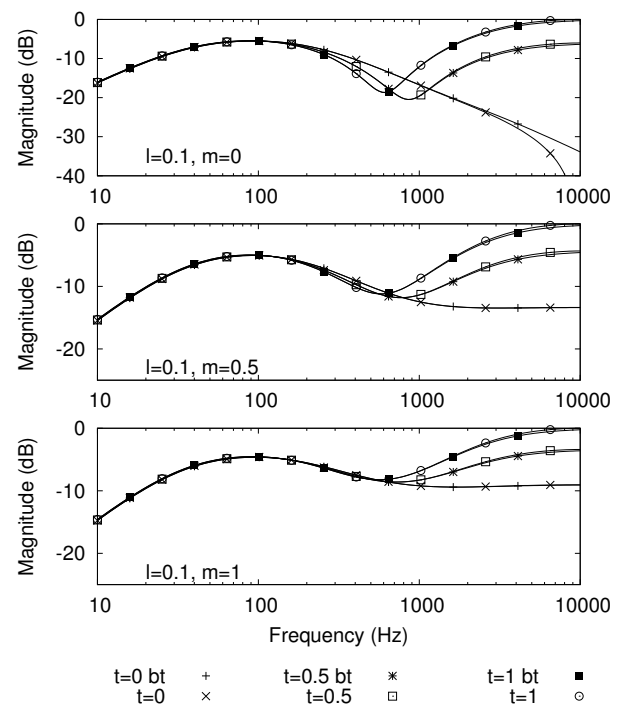 0
-10
-20
-30
-40
Magnitude (dB)
l=0.1, m=0
10 100 1000 10000
0
-10
-20
Magnitude (dB)
l=0.1, m=0.5
10 100 1000 10000
0
-10
-20
Magnitude (dB)
l=0.1, m=1
10 100 1000 10000
Frequency (Hz)
t=0 bt t=0.5 bt t=1 bt
t=0 t=0.5 t=1